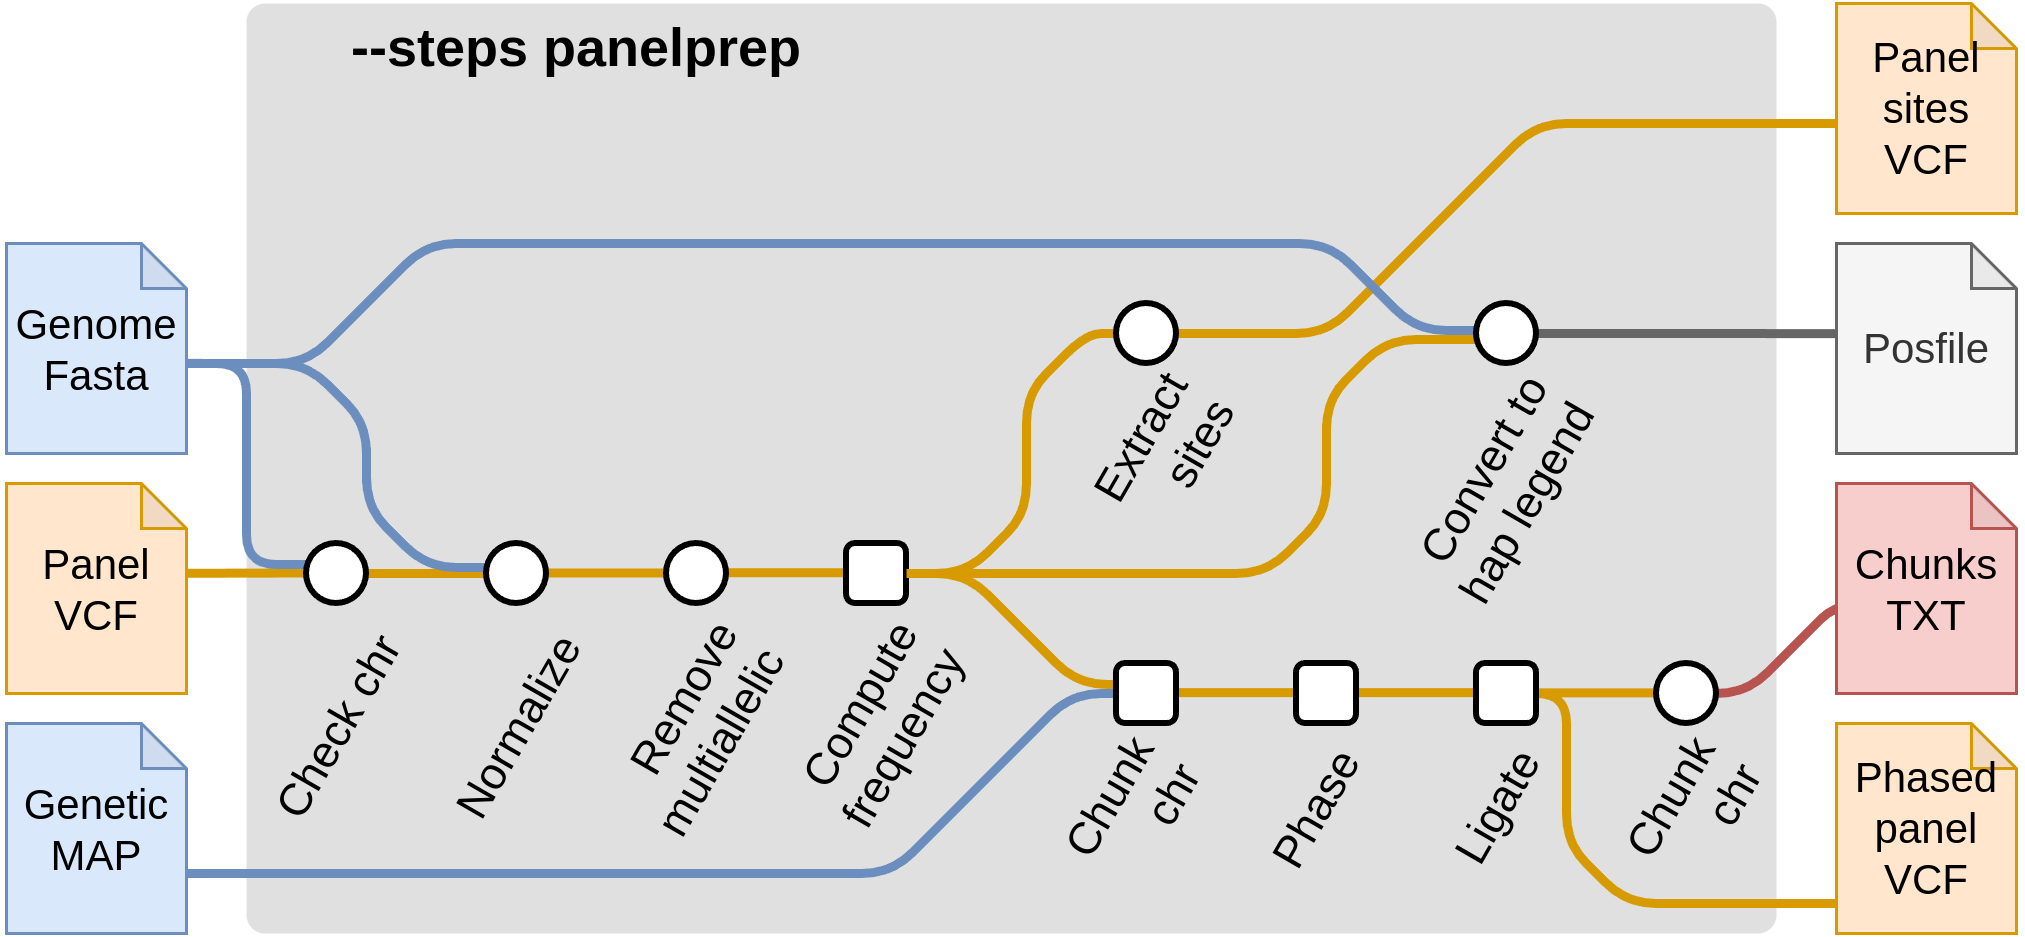 --steps panelprep
Genome
Fasta
Panel
VCF
Genetic
MAP
Check chr
Normalize
Remove
multiallelic
Compute
frequency
Extract
sites
Convert to
hap legend
Chunk
chr
Phase
Ligate
Chunk
chr
Panel
sites
VCF
Posfile
Chunks
TXT
Phased
panel
VCF